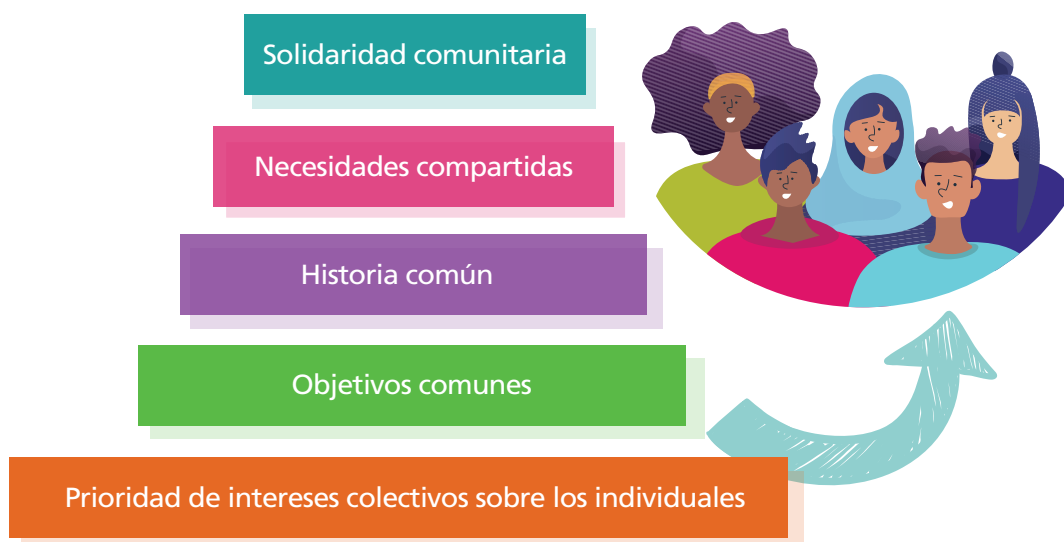 Solidaridad comunitaria
Necesidades compartidas
Historia común
Objetivos comunes
Prioridad de intereses colectivos sobre los individuales